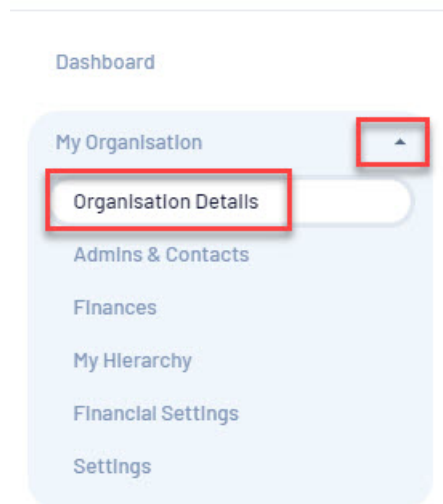 Dashboard
My Organisation
Organisation Details
Admins & Contacts
Finances
My Hierarchy
Financial Settings
Settings